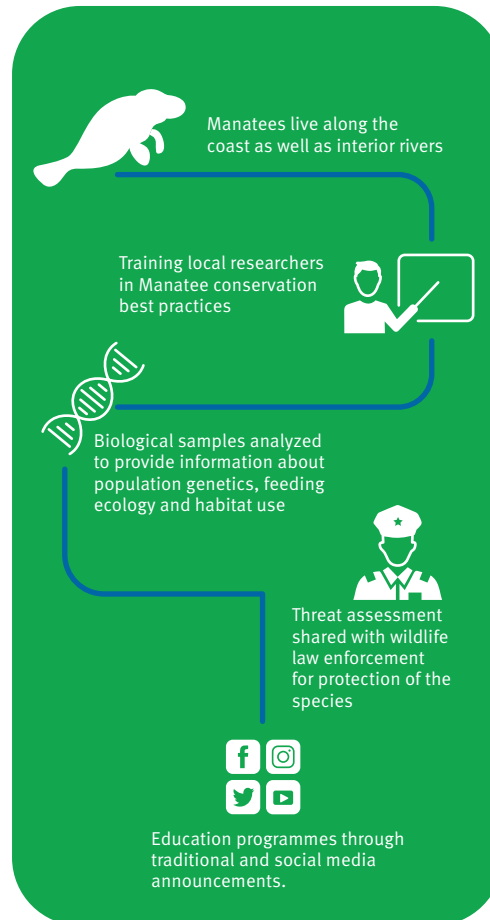 Manatees live along the
coast as well as interior rivers
Training local researchers
in Manatee conservation
best practices
Biological samples analyzed
to provide information about
population genetics, feeding
ecology and habitat use
Threat assessment
shared with wildlife
law enforcement
for protection of the
species
Education programmes through
traditional and social media
announcements.